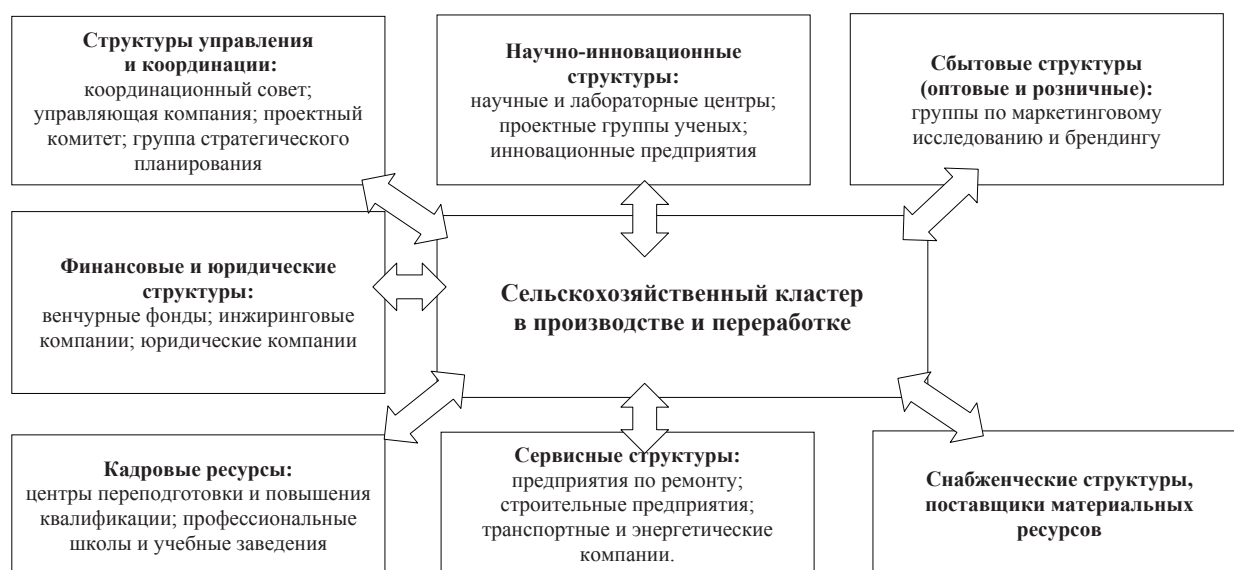 Структуры управления
и координации:
координационный совет;
управляющая компания; проектный
комитет; группа стратегического
планирования
Научно-инновационные
структуры:
научные и лабораторные центры;
проектные группы ученых;
инновационные предприятия
Сбытовые структуры
(оптовые и розничные):
группы по маркетинговому
исследованию и брендингу
Финансовые и юридические
структуры:
венчурные фонды; инжиринговые
компании; юридические компании
Сельскохозяйственный кластер
в производстве и переработке
Кадровые ресурсы:
центры переподготовки и повышения
квалификации; профессиональные
школы и учебные заведения
Сервисные структуры:
предприятия по ремонту;
строительные предприятия;
транспортные и энергетические
компании.
Снабженческие структуры,
поставщики материальных
ресурсов